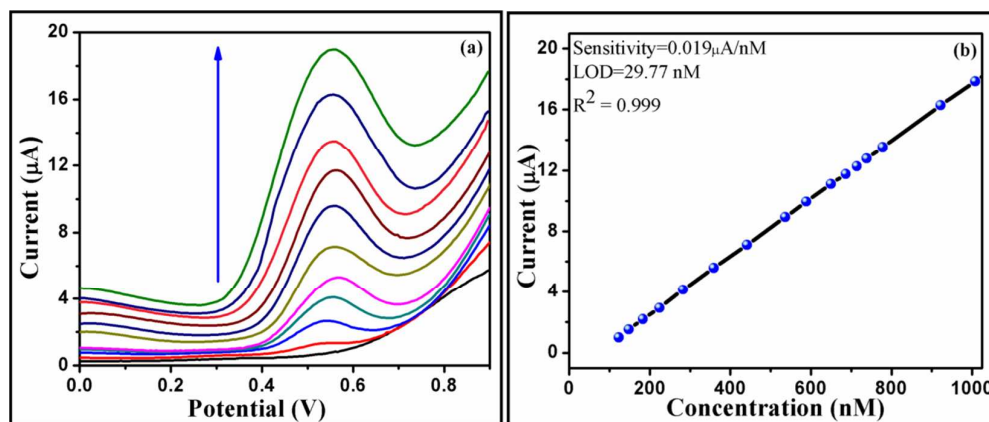 (a)
20
16
12
8
4
0
Current (µA)
0.0 0.2 0.4 0.6 0.8
Potential (V)
(b)
Sensitivity=0.019µA/nM
LOD=29.77 nM
R² = 0.999
20
16
12
8
4
0
Current (µA)
0 200 400 600 800 1000
Concentration (nM)